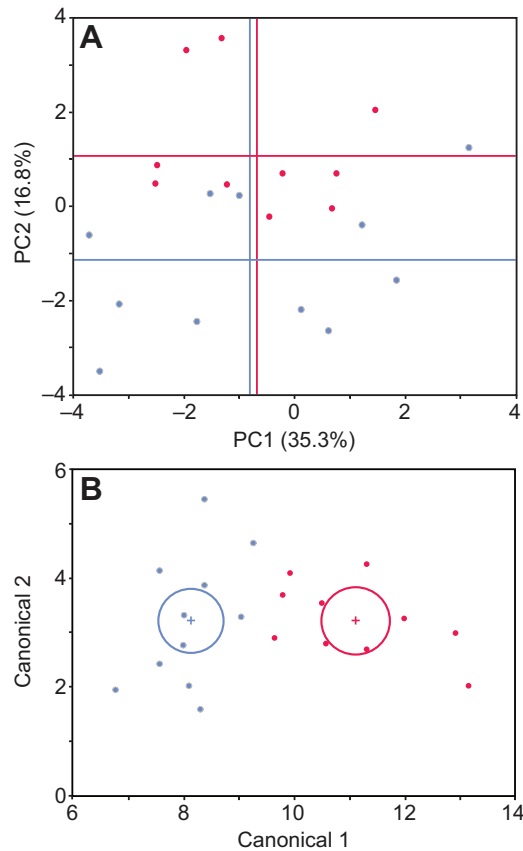 A
4
2
0
–2
–4
PC2 (16.8%)
–4 –2 0 2 4
PC1 (35.3%)
B
6
4
2
0
Canonical 2
6 8 10 12 14
Canonical 1